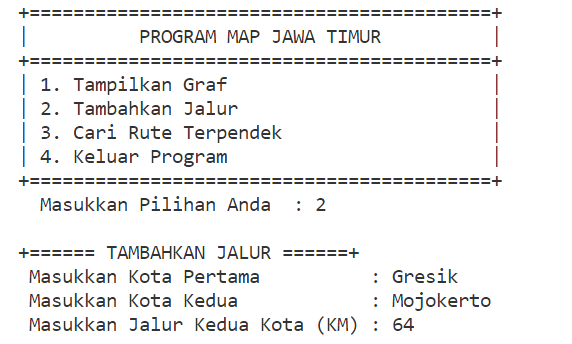 +==========================================+
|          PROGRAM MAP JAWA TIMUR          |
+==========================================+
| 1. Tampilkan Graf                        |
| 2. Tambahkan Jalur                       |
| 3. Cari Rute Terpendek                   |
| 4. Keluar Program                        |
+==========================================+
  Masukkan Pilihan Anda  : 2
+====== TAMBAHKAN JALUR ======+
 Masukkan Kota Pertama          : Gresik
 Masukkan Kota Kedua            : Mojokerto
 Masukkan Jalur Kedua Kota (KM) : 64